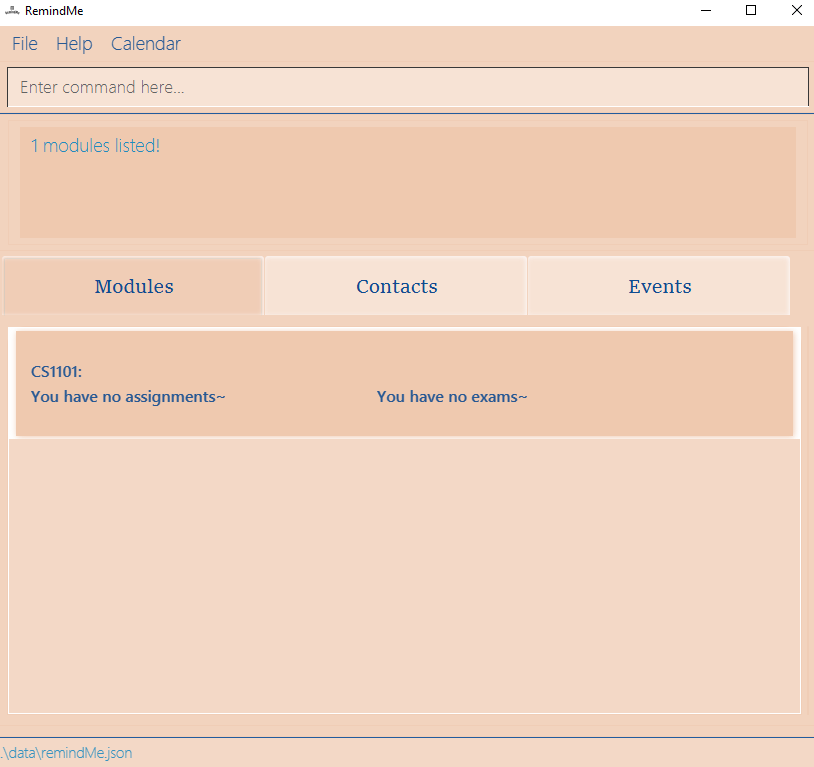 RemindMe
File Help Calendar
Enter command here...
1 modules listed!
Modules Contacts Events
CS1101:
You have no assignments~ You have no exams~
.\data\remindMe.json